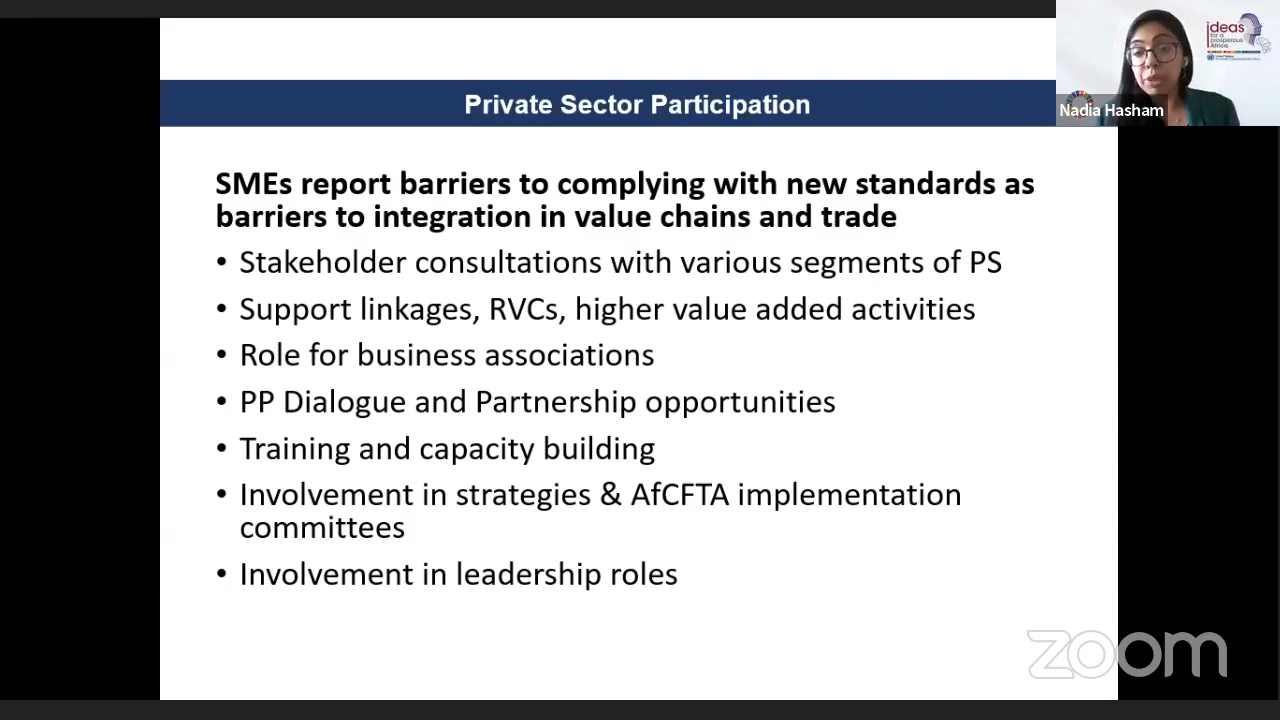 Private Sector Participation
ideas
for a
prosperous
Africa
Nadia Hasham
SMEs report barriers to complying with new standards as
barriers to integration in value chains and trade
• Stakeholder consultations with various segments of PS
• Support linkages, RVCs, higher value added activities
• Role for business associations
• PP Dialogue and Partnership opportunities
• Training and capacity building
• Involvement in strategies & AfCFTA implementation
committees
• Involvement in leadership roles
zoom